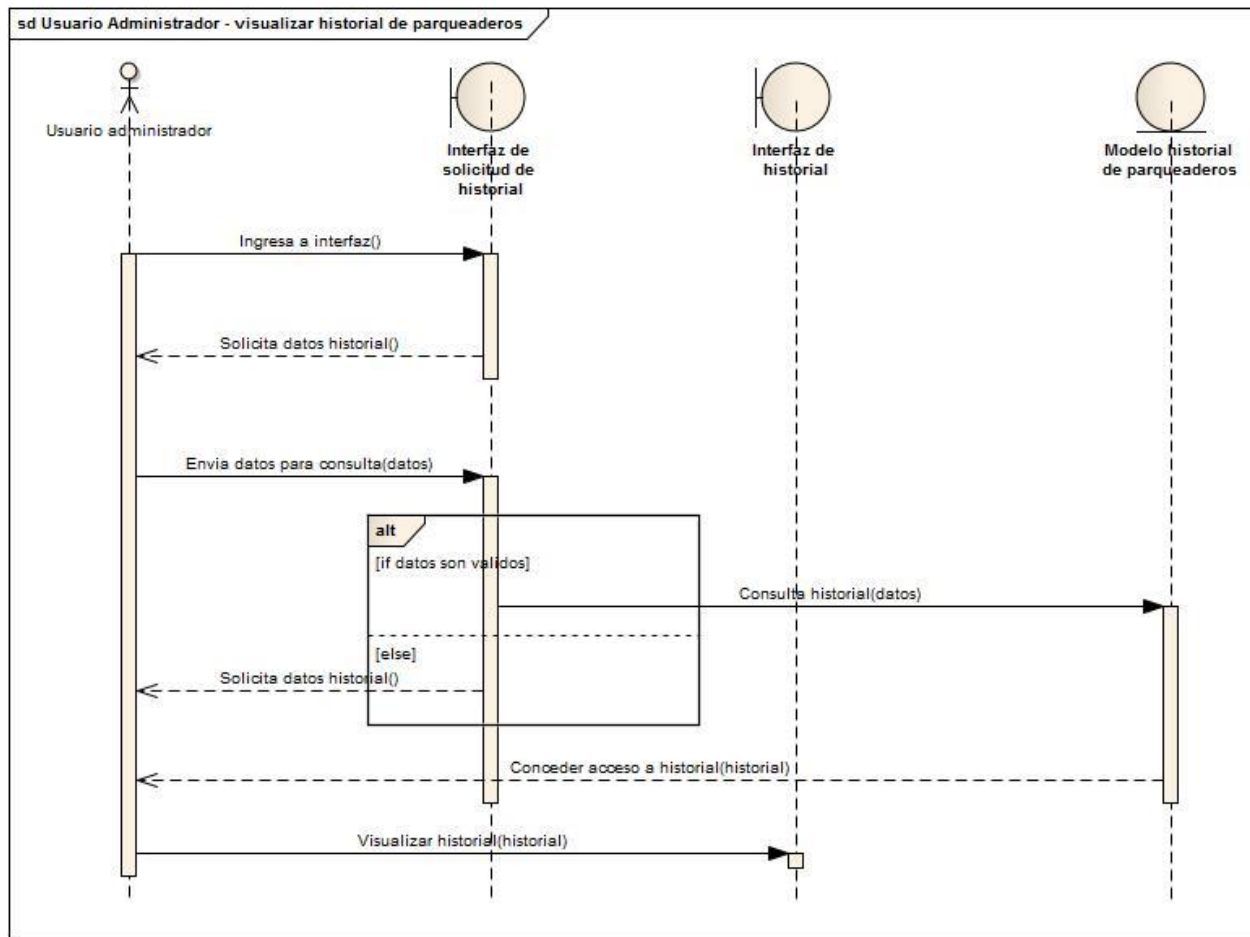 sd Usuario Administrador - visualizar historial de parqueaderos
Usuario administrador
Interfaz de
solicitud de
historial
Interfaz de
historial
Modelo historial
de parqueaderos
Ingresa a interfaz()
Solicita datos historial()
Envia datos para consulta(datos)
alt
[if datos son validos]
Consulta historial(datos)
[else]
Solicita datos historial()
Conceder acceso a historial(historial)
Visualizar historial(historial)